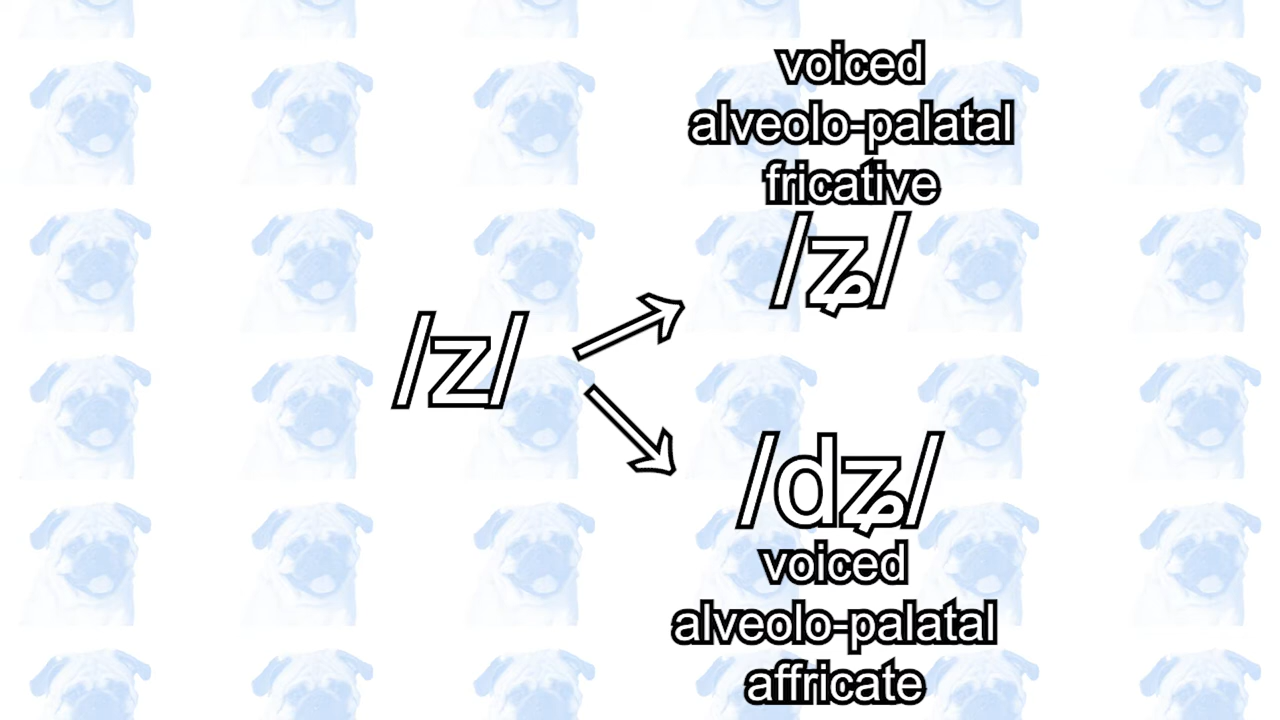 voiced
alveolo-palatal
fricative
/ʑ/
/z/
/dʑ/
voiced
alveolo-palatal
affricate